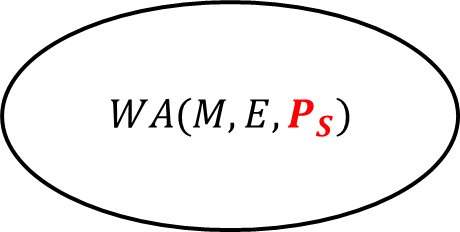 WA(M, E, P_S)